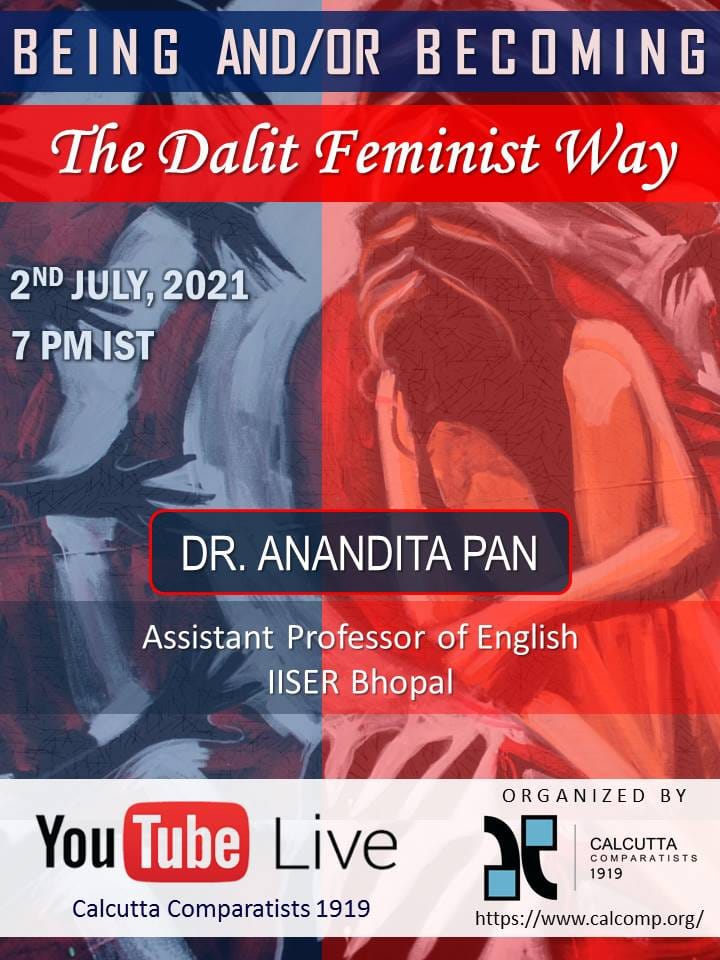 BEING AND/OR BECOMING
The Dalit Feminist Way
2ND JULY, 2021
7 PM IST
DR. ANANDITA PAN
Assistant Professor of English
IISER Bhopal
YouTube Live
Calcutta Comparatists 1919
ORGANIZED BY
CALCUTTA
COMPARATISTS
1919
https://www.calcomp.org/